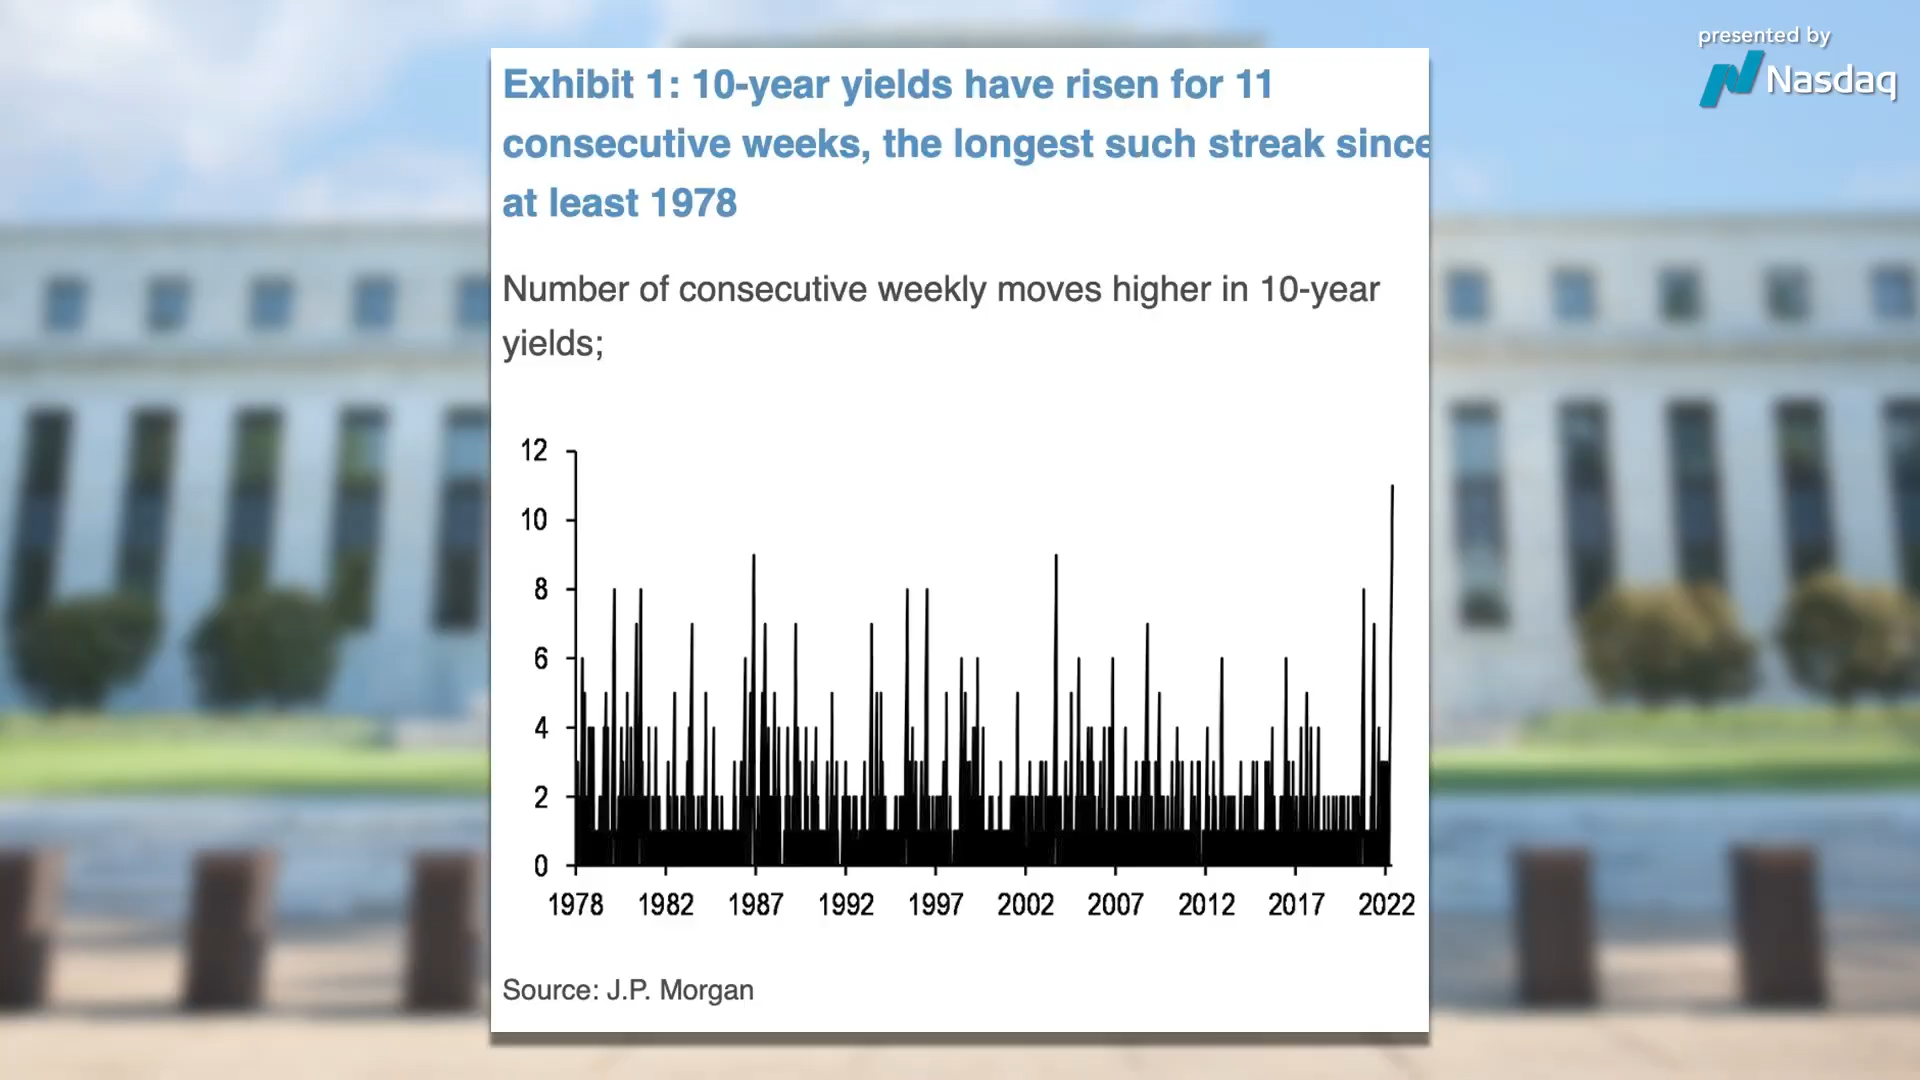 presented by
Nasdaq
Exhibit 1: 10-year yields have risen for 11
consecutive weeks, the longest such streak since
at least 1978
Number of consecutive weekly moves higher in 10-year
yields;
12
10
8
6
4
2
0
1978 1982 1987 1992 1997 2002 2007 2012 2017 2022
Source: J.P. Morgan